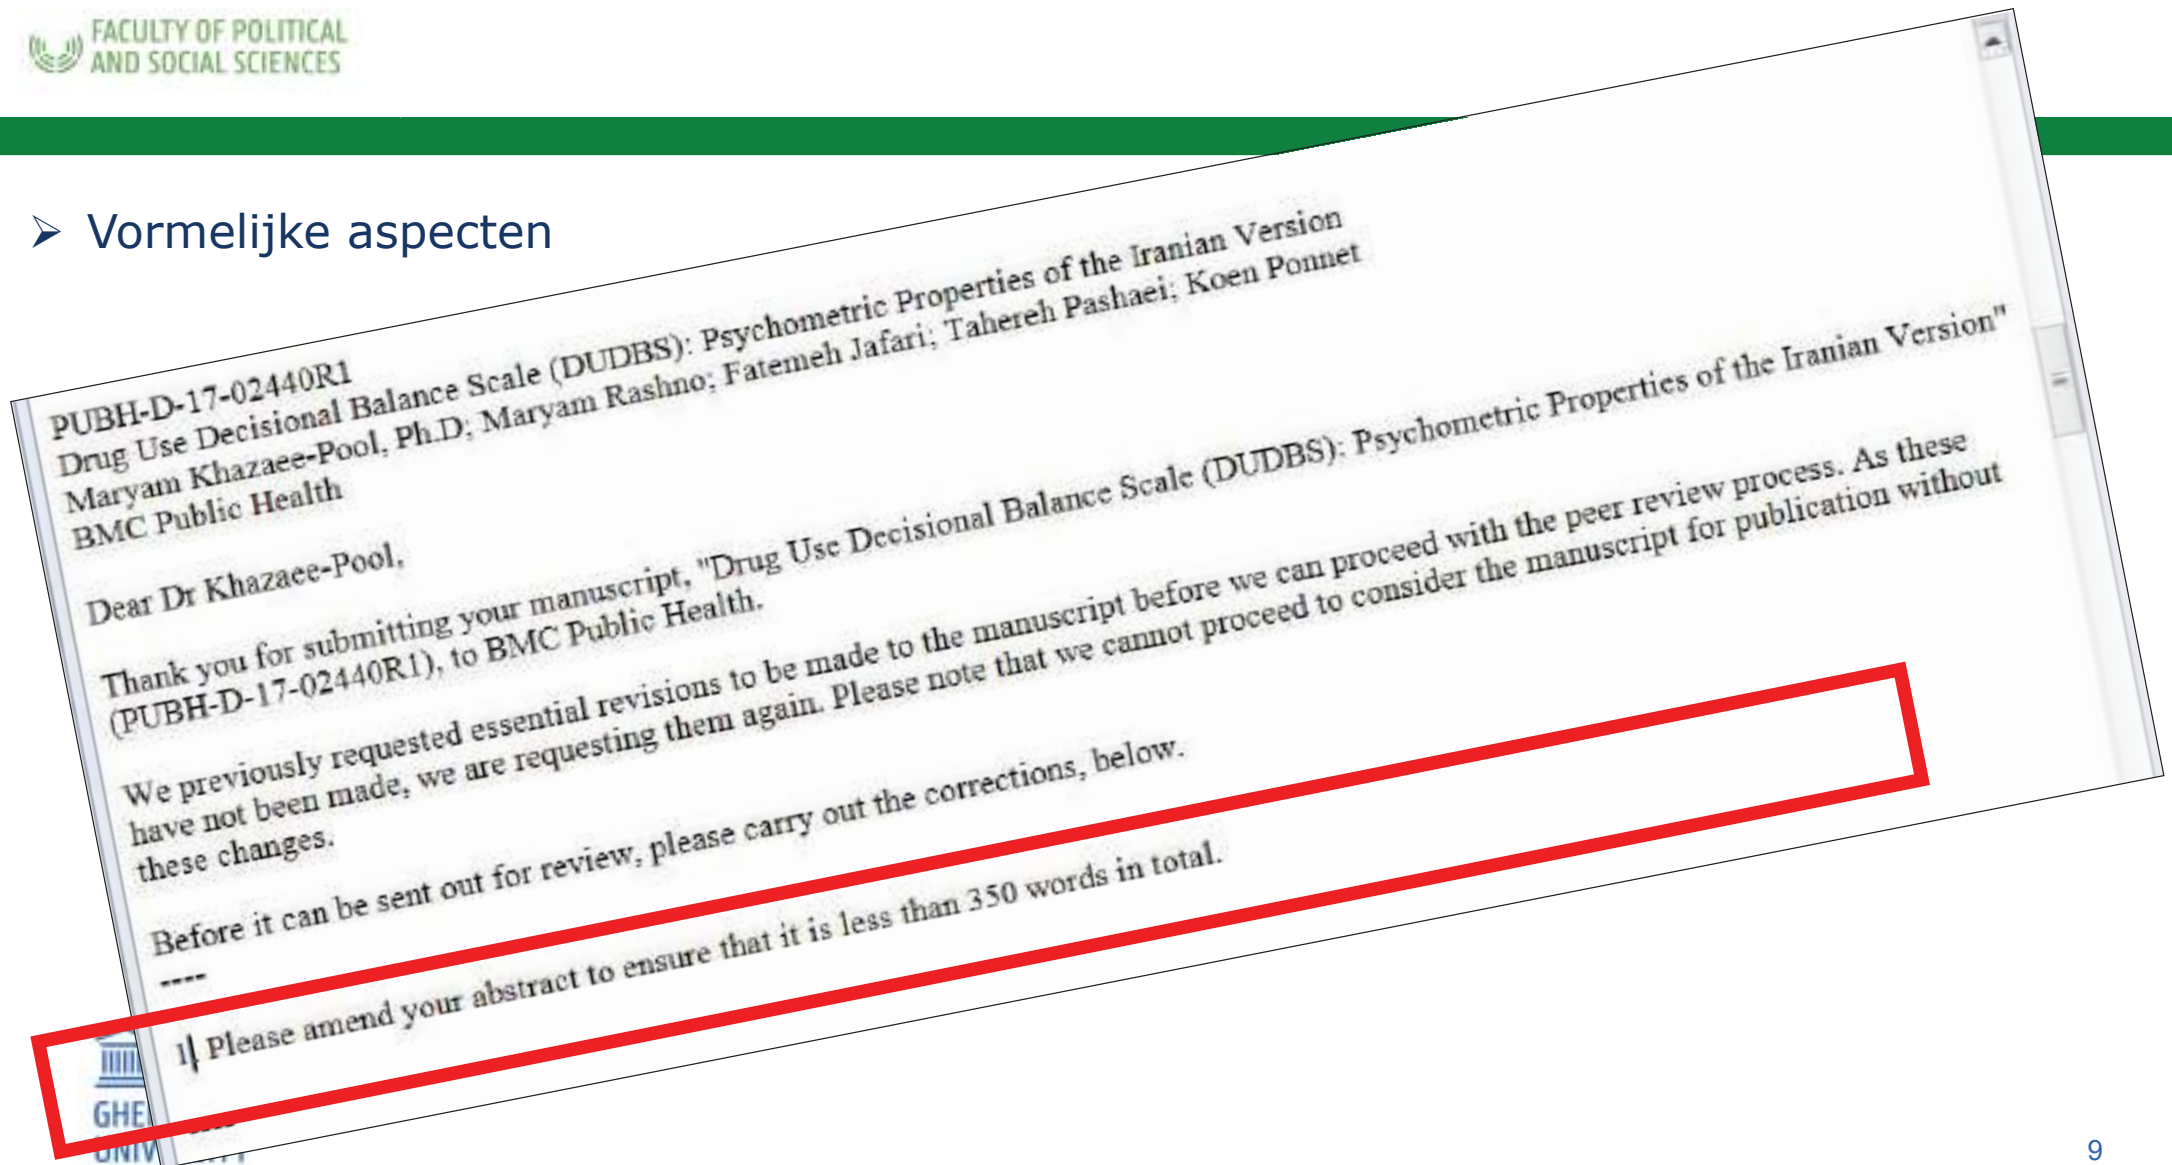 FACULTY OF POLITICAL
AND SOCIAL SCIENCES
Vormelijke aspecten
PUBH-D-17-02440R1
Drug Use Decisional Balance Scale (DUDBS): Psychometric Properties of the Iranian Version
Maryam Khazaee-Pool, Ph.D; Maryam Rashno; Fatemeh Jafari; Tahereh Pashaei; Koen Ponnet
BMC Public Health
Dear Dr Khazaee-Pool,
Thank you for submitting your manuscript, "Drug Use Decisional Balance Scale (DUDBS): Psychometric Properties of the Iranian Version"
(PUBH-D-17-02440R1), to BMC Public Health.
We previously requested essential revisions to be made to the manuscript before we can proceed with the peer review process. As these
have not been made, we are requesting them again. Please note that we cannot proceed to consider the manuscript for publication without
these changes.
Before it can be sent out for review, please carry out the corrections, below.
----
1. Please amend your abstract to ensure that it is less than 350 words in total.
GHE
9